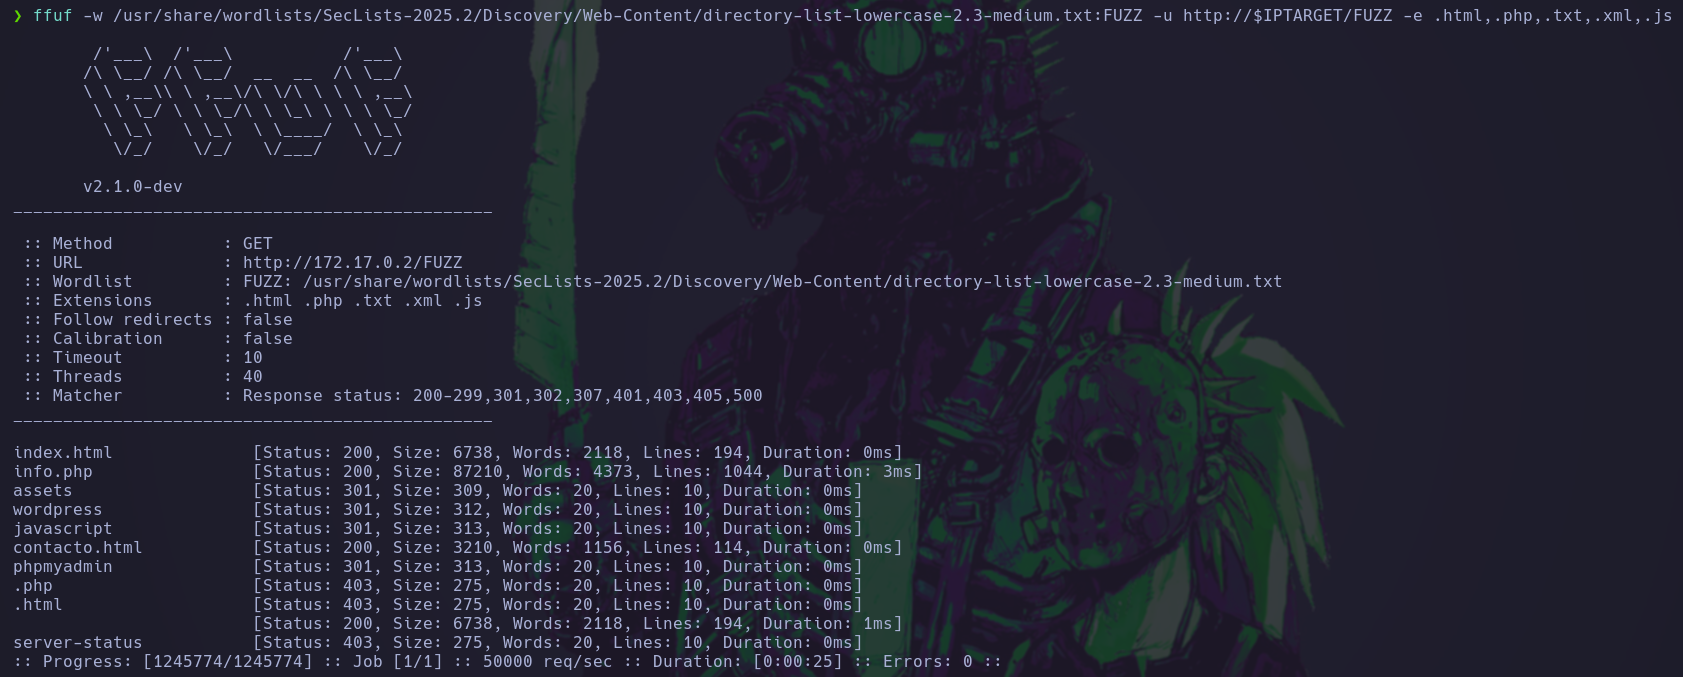 ❯ ffuf -w /usr/share/wordlists/SecLists-2025.2/Discovery/Web-Content/directory-list-lowercase-2.3-medium.txt:FUZZ -u http://$IPTARGET/FUZZ -e .html,.php,.txt,.xml,.js
        /'___\  /'___\           /'___\
       /\ \__/ /\ \__/  __  __  /\ \__/
       \ \ ,__\\ \ ,__\/\ \/\ \ \ \ ,__\
        \ \ \_/ \ \ \_/\ \ \_\ \ \ \ \_/
         \ \_\   \ \_\  \ \____/  \ \_\
          \/_/    \/_/   \/___/    \/_/
       v2.1.0-dev
________________________________________________
 :: Method           : GET
 :: URL              : http://172.17.0.2/FUZZ
 :: Wordlist         : FUZZ: /usr/share/wordlists/SecLists-2025.2/Discovery/Web-Content/directory-list-lowercase-2.3-medium.txt
 :: Extensions       : .html .php .txt .xml .js
 :: Follow redirects : false
 :: Calibration      : false
 :: Timeout          : 10
 :: Threads          : 40
 :: Matcher          : Response status: 200-299,301,302,307,401,403,405,500
________________________________________________
index.html              [Status: 200, Size: 6738, Words: 2118, Lines: 194, Duration: 0ms]
info.php                [Status: 200, Size: 87210, Words: 4373, Lines: 1044, Duration: 3ms]
assets                  [Status: 301, Size: 309, Words: 20, Lines: 10, Duration: 0ms]
wordpress               [Status: 301, Size: 312, Words: 20, Lines: 10, Duration: 0ms]
javascript              [Status: 301, Size: 313, Words: 20, Lines: 10, Duration: 0ms]
contacto.html           [Status: 200, Size: 3210, Words: 1156, Lines: 114, Duration: 0ms]
phpmyadmin              [Status: 301, Size: 313, Words: 20, Lines: 10, Duration: 0ms]
.php                    [Status: 403, Size: 275, Words: 20, Lines: 10, Duration: 0ms]
.html                   [Status: 403, Size: 275, Words: 20, Lines: 10, Duration: 0ms]
                        [Status: 200, Size: 6738, Words: 2118, Lines: 194, Duration: 1ms]
server-status           [Status: 403, Size: 275, Words: 20, Lines: 10, Duration: 0ms]
:: Progress: [1245774/1245774] :: Job [1/1] :: 50000 req/sec :: Duration: [0:00:25] :: Errors: 0 ::